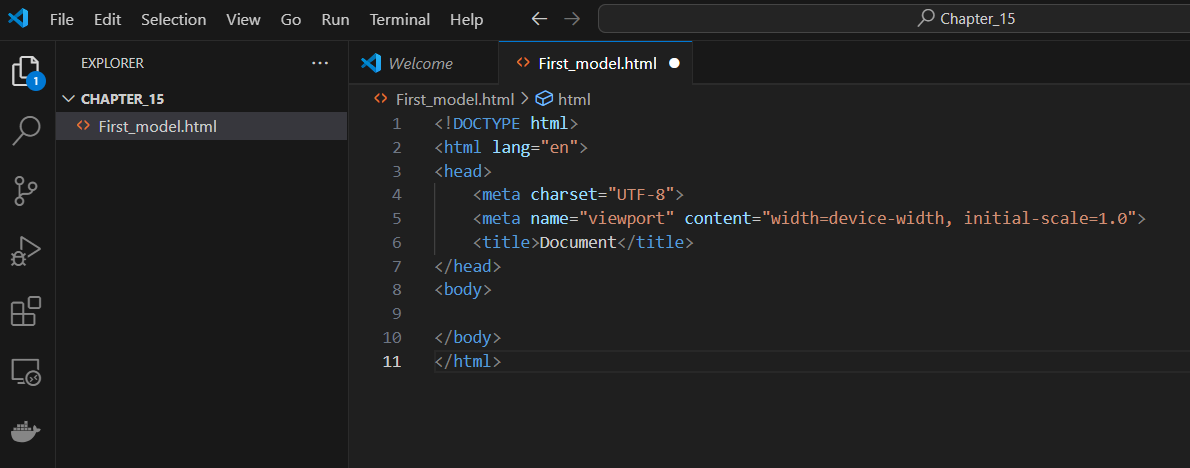 File Edit Selection View Go Run Terminal Help Chapter_15
EXPLORER
1
CHAPTER_15
First_model.html
Welcome First_model.html
First_model.html > html
1 <!DOCTYPE html>
2 <html lang="en">
3 <head>
4     <meta charset="UTF-8">
5     <meta name="viewport" content="width=device-width, initial-scale=1.0">
6     <title>Document</title>
7 </head>
8 <body>
9
10 </body>
11 </html>